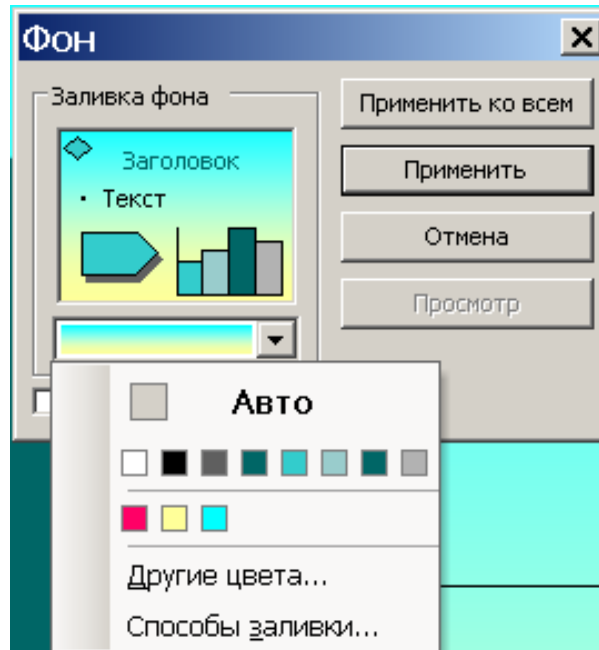 Фон
Заливка фона
Заголовок
• Текст
Применить ко всем
Применить
Отмена
Просмотр
Авто
Другие цвета...
Способы заливки...